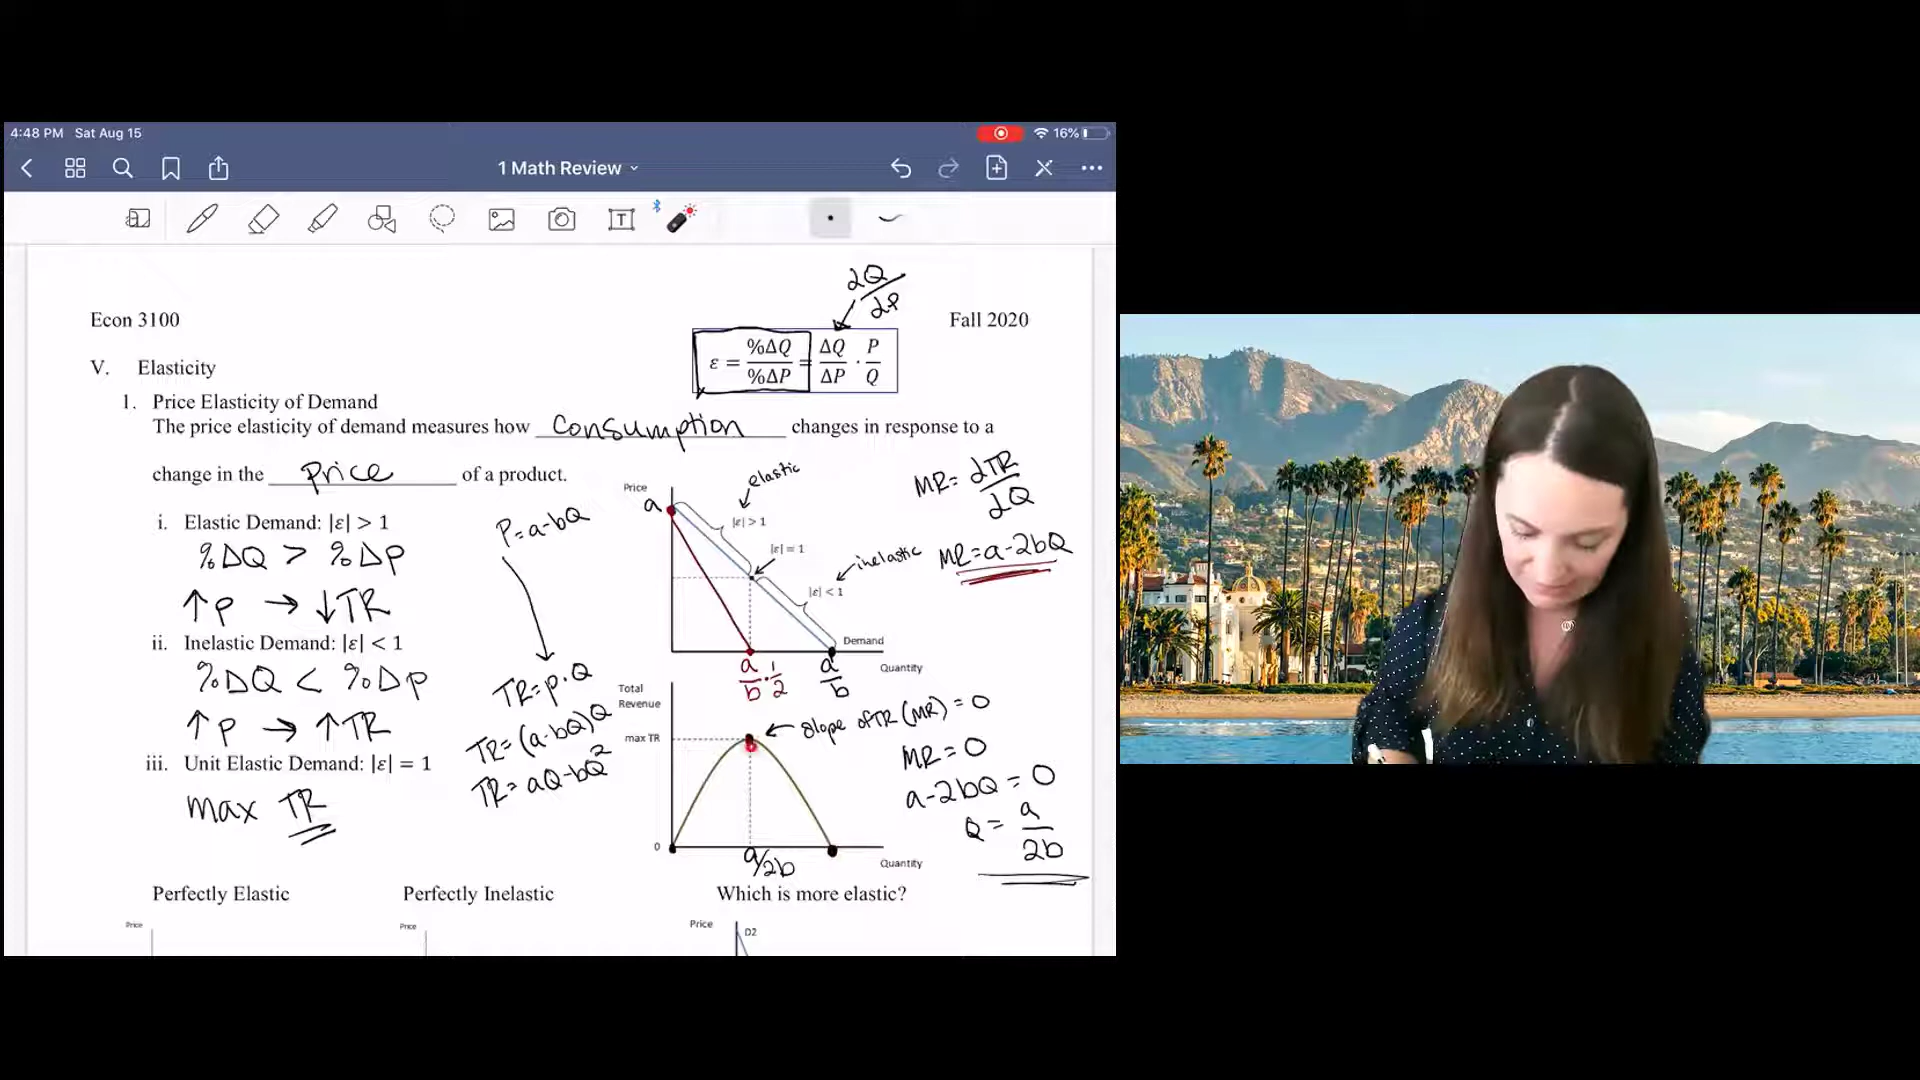 4:48 PM Sat Aug 15
16%
1 Math Review
T
∂Q/∂P
Econ 3100
Fall 2020
ε = %ΔQ/%ΔP = ΔQ/ΔP · P/Q
V. Elasticity
1. Price Elasticity of Demand
The price elasticity of demand measures how consumption changes in response to a
change in the price of a product.
i. Elastic Demand: |ε| > 1
%ΔQ > %ΔP
↑P → ↓TR
ii. Inelastic Demand: |ε| < 1
%ΔQ < %ΔP
↑P → ↑TR
iii. Unit Elastic Demand: |ε| = 1
max TR
P=a-bQ
TR=P·Q
TR=(a-bQ)Q
TR=aQ-bQ²
Price
a
elastic
|ε| > 1
|ε| = 1
inelastic
|ε| < 1
Demand
Quantity
a/b · 1/2
a/b
MR= ∂TR/∂Q
MR=a-2bQ
Total
Revenue
max TR
0
a/2b
Quantity
← slope of TR (MR) = 0
MR=0
a-2bQ=0
Q= a/2b
Perfectly Elastic
Perfectly Inelastic
Which is more elastic?
Price
Price
Price
D2